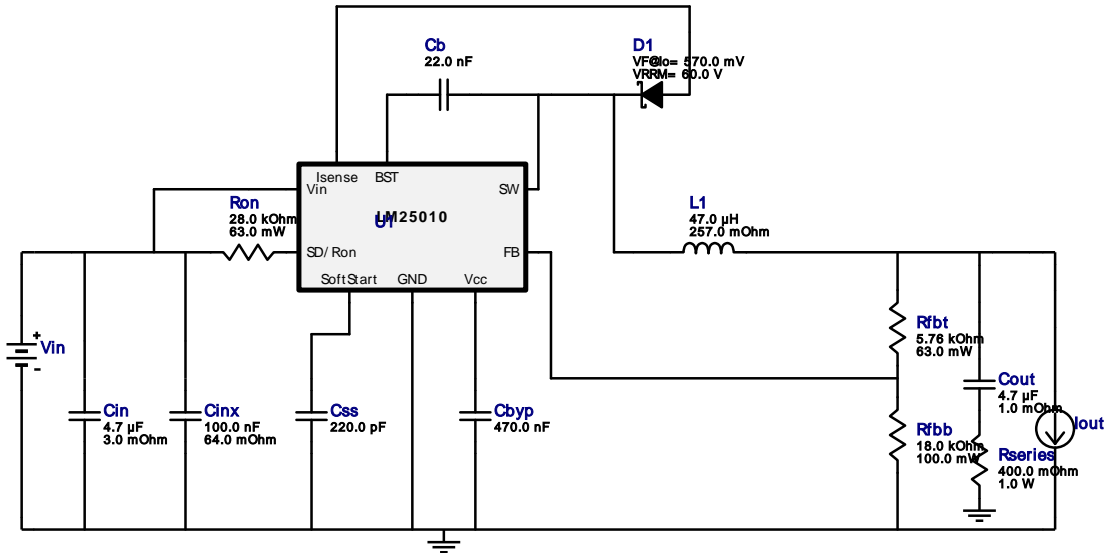 Cb
22.0 nF
D1
VF@Io= 570.0 mV
VRRM= 60.0 V
Isense
BST
Vin
SW
LM25010
U1
Ron
28.0 kOhm
63.0 mW
SD/ Ron
FB
SoftStart
GND
Vcc
L1
47.0 µH
257.0 mOhm
+
Vin
-
Cin
4.7 µF
3.0 mOhm
Cinx
100.0 nF
64.0 mOhm
Css
220.0 pF
Cbyp
470.0 nF
Rfbt
5.76 kOhm
63.0 mW
Cout
4.7 µF
1.0 mOhm
Rfbb
18.0 kOhm
100.0 mW
Iout
Rseries
400.0 mOhm
1.0 W